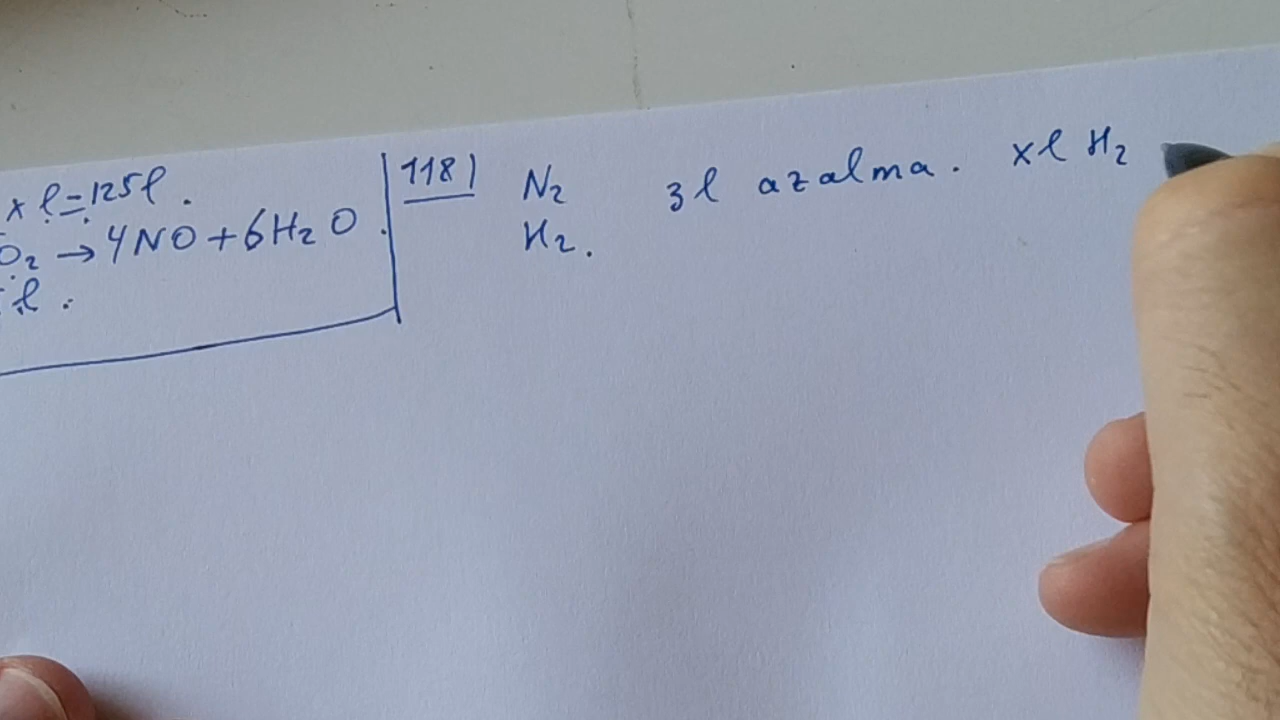 x l = 125 l .
O₂ → 4NO + 6H₂O .
l .
118) N₂ 3 l azalma . x l H₂
H₂ .